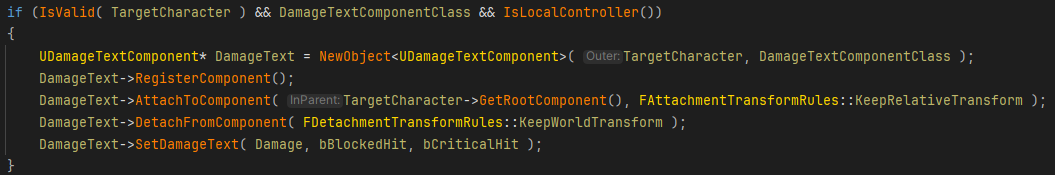 if (IsValid( TargetCharacter ) && DamageTextComponentClass && IsLocalController())
{
UDamageTextComponent* DamageText = NewObject<UDamageTextComponent>( Outer: TargetCharacter, DamageTextComponentClass );
DamageText->RegisterComponent();
DamageText->AttachToComponent( InParent: TargetCharacter->GetRootComponent(), FAttachmentTransformRules::KeepRelativeTransform );
DamageText->DetachFromComponent( FDetachmentTransformRules::KeepWorldTransform );
DamageText->SetDamageText( Damage, bBlockedHit, bCriticalHit );
}